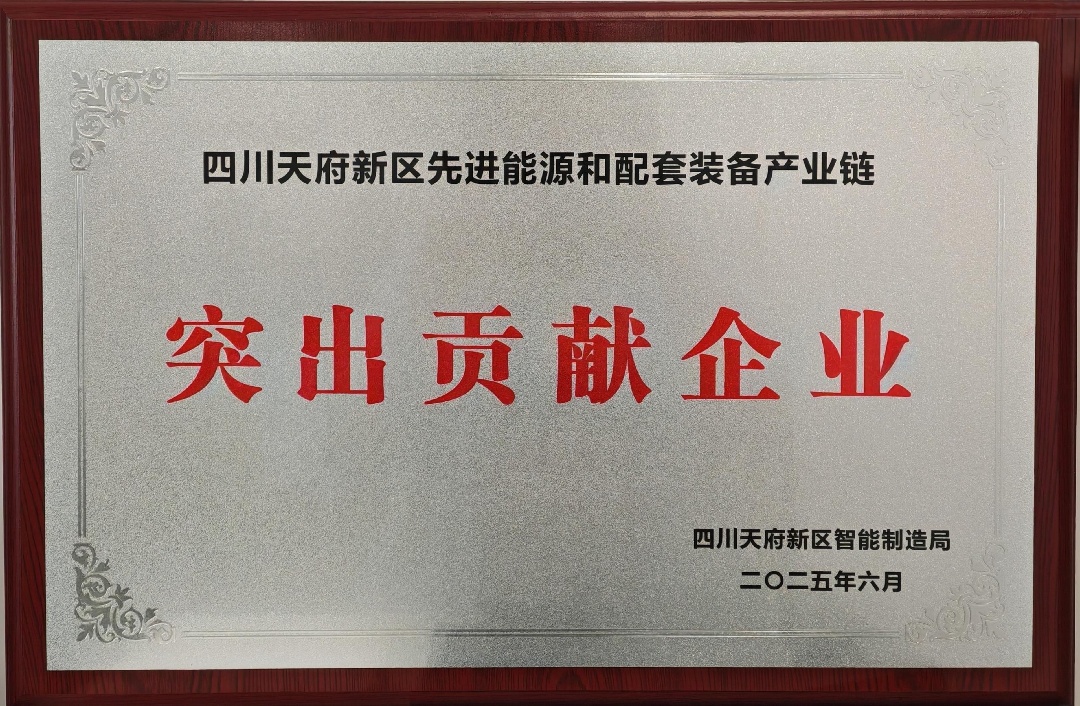 四川天府新区先进能源和配套装备产业链
突出贡献企业
四川天府新区智能制造局
二〇二五年六月